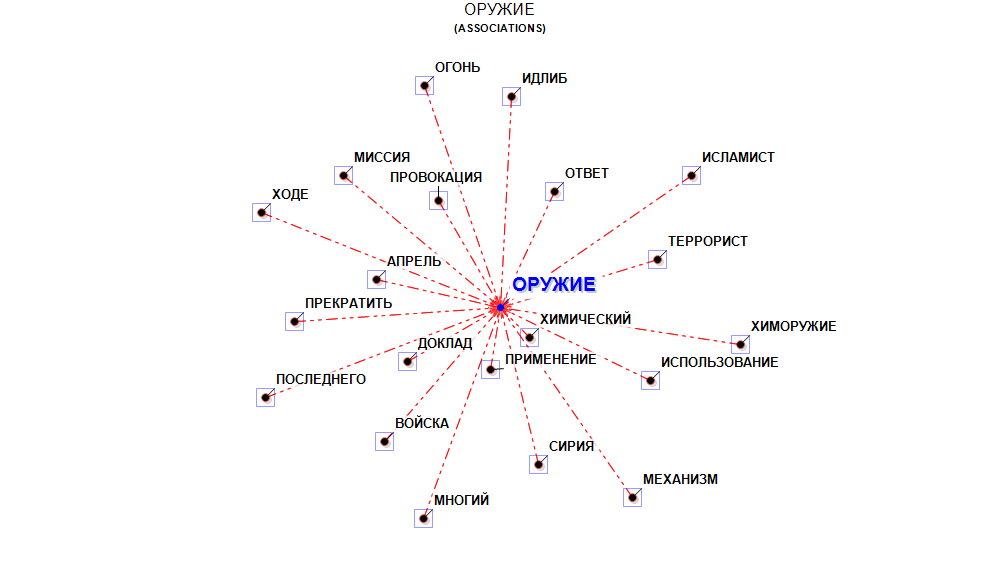 ОРУЖИЕ
(ASSOCIATIONS)
ОГОНЬ
ИДЛИБ
МИССИЯ
ИСЛАМИСТ
ПРОВОКАЦИЯ
ОТВЕТ
ХОДЕ
ТЕРРОРИСТ
АПРЕЛЬ
ОРУЖИЕ
ПРЕКРАТИТЬ
ХИМИЧЕСКИЙ
ХИМОРУЖИЕ
ДОКЛАД
ПРИМЕНЕНИЕ
ИСПОЛЬЗОВАНИЕ
ПОСЛЕДНЕГО
ВОЙСКА
СИРИЯ
МЕХАНИЗМ
МНОГИЙ